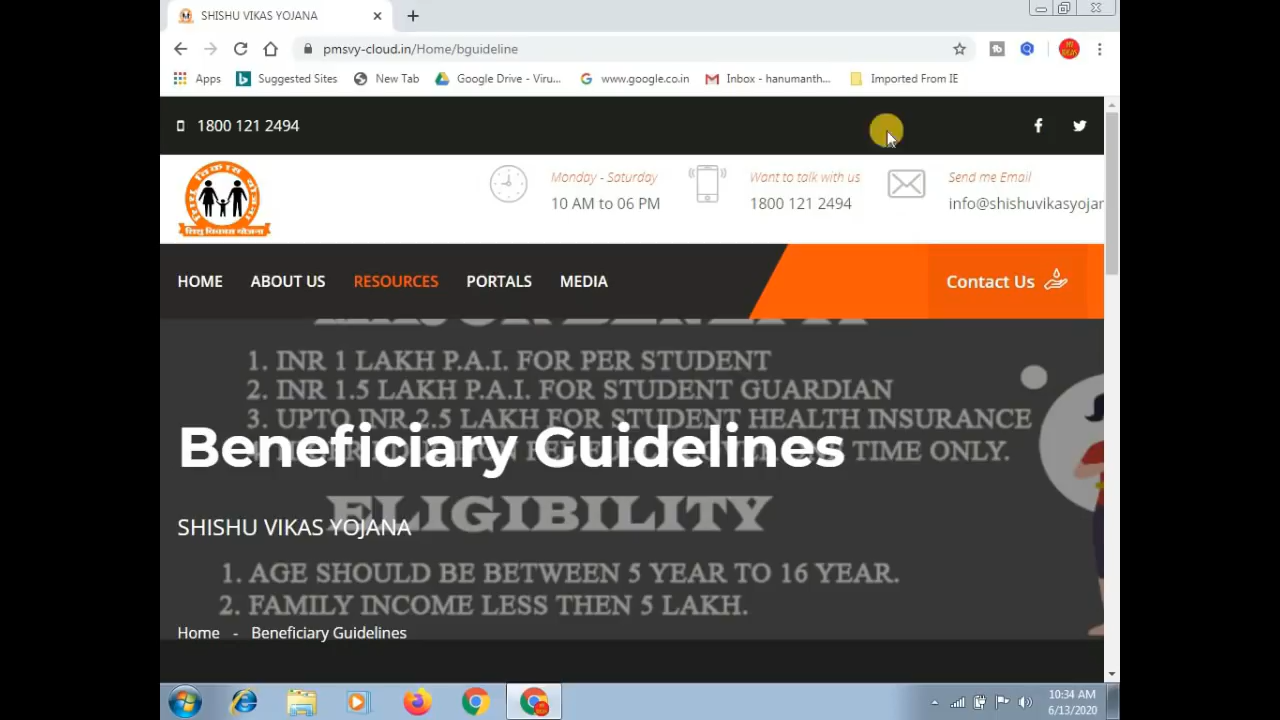 SHISHU VIKAS YOJANA
pmsvy-cloud.in/Home/bguideline
Apps Suggested Sites New Tab Google Drive - Viru... www.google.co.in Inbox - hanumanth... Imported From IE
1800 121 2494
Monday - Saturday
10 AM to 06 PM
Want to talk with us
1800 121 2494
Send me Email
info@shishuvikasyojar
शिशु विकास योजना
HOME ABOUT US RESOURCES PORTALS MEDIA
Contact Us
1. INR 1 LAKH P.A.I. FOR PER STUDENT
2. INR 1.5 LAKH P.A.I. FOR STUDENT GUARDIAN
3. UPTO INR 2.5 LAKH FOR STUDENT HEALTH INSURANCE
TIME ONLY.
Beneficiary Guidelines
ELIGIBILITY
SHISHU VIKAS YOJANA
1. AGE SHOULD BE BETWEEN 5 YEAR TO 16 YEAR.
2. FAMILY INCOME LESS THEN 5 LAKH.
Home - Beneficiary Guidelines
10:34 AM
6/13/2020